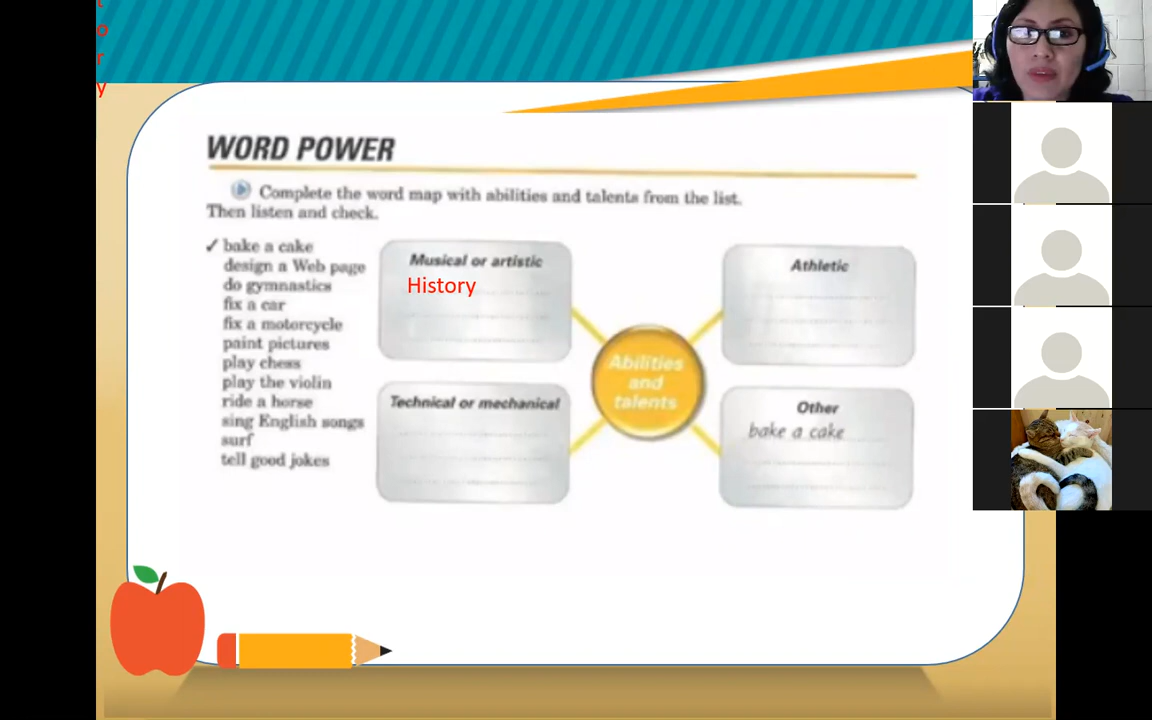 t
o
r
y
WORD POWER
Complete the word map with abilities and talents from the list.
Then listen and check.
✓ bake a cake
design a Web page
do gymnastics
fix a car
fix a motorcycle
paint pictures
play chess
play the violin
ride a horse
sing English songs
surf
tell good jokes
Musical or artistic
History
Athletic
Technical or mechanical
Other
bake a cake
Abilities
and
talents